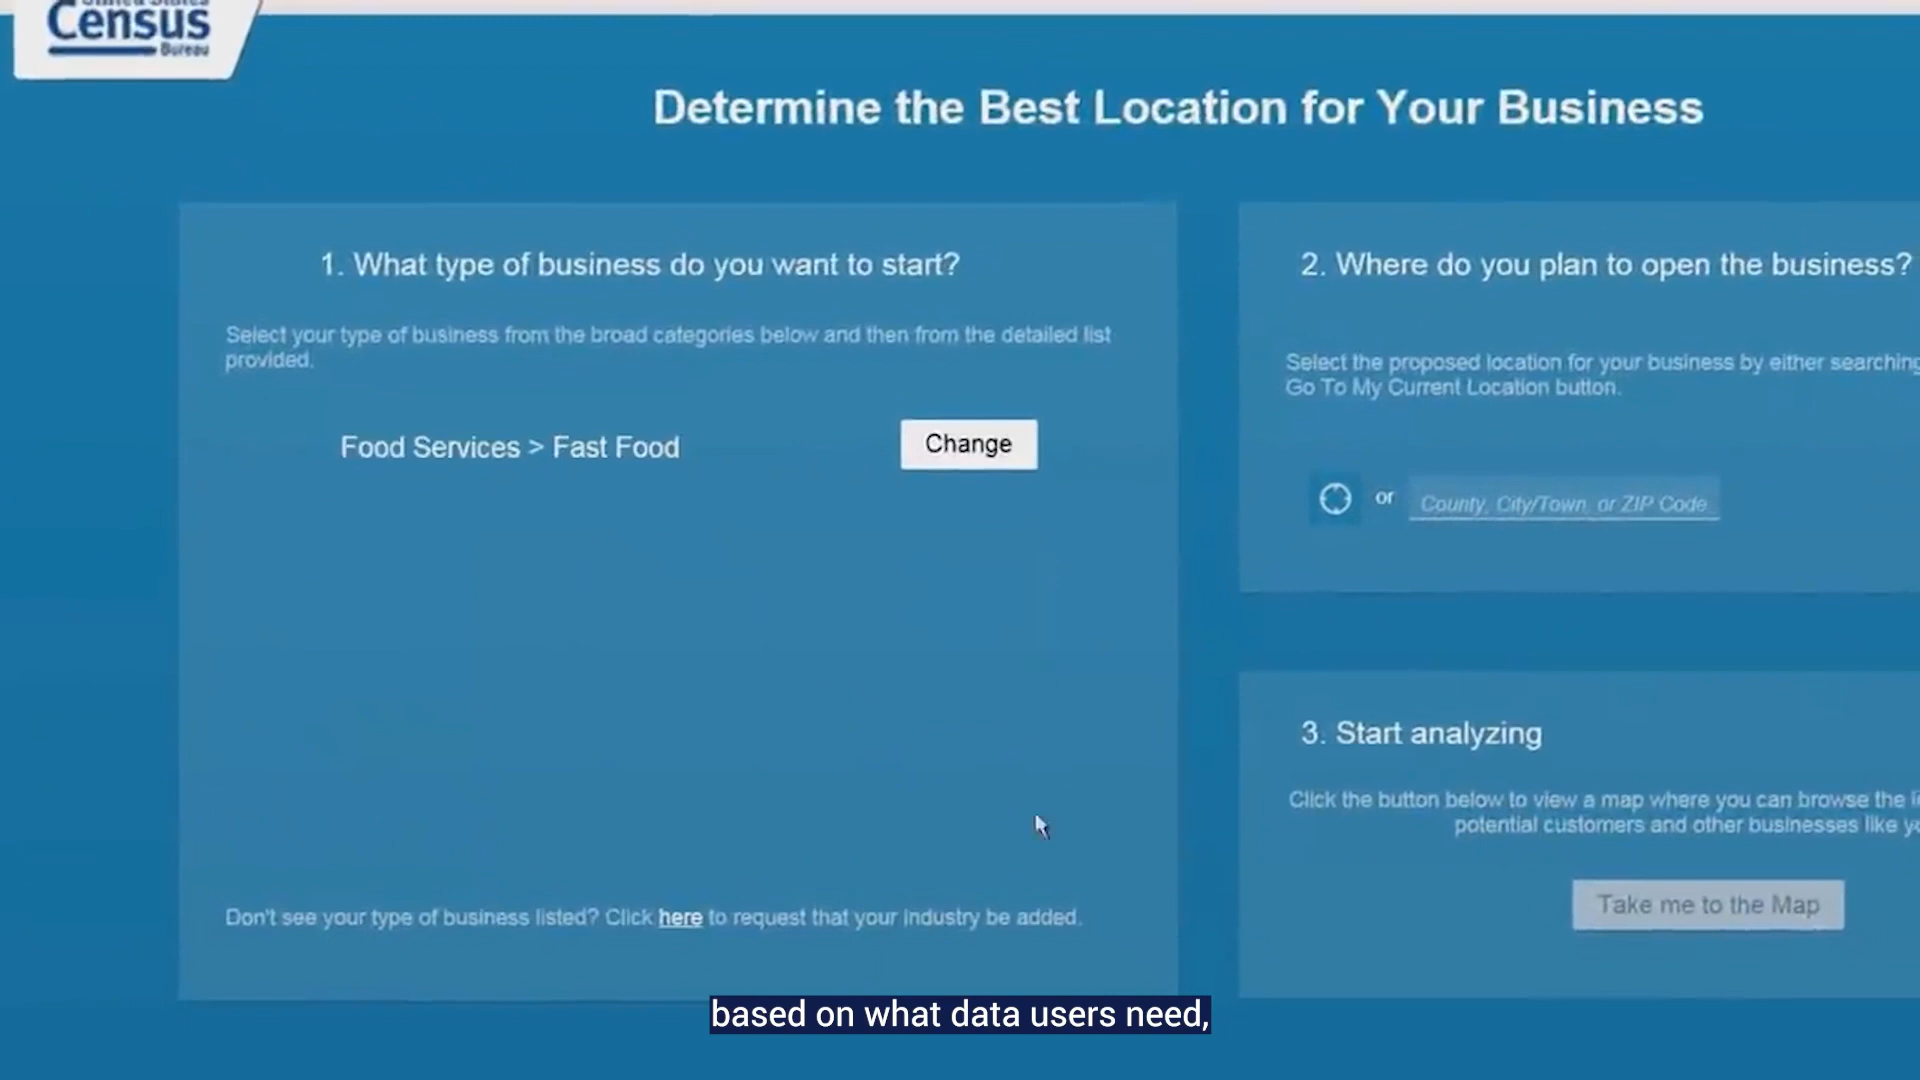 United States
Census
Bureau
Determine the Best Location for Your Business
1. What type of business do you want to start?
Select your type of business from the broad categories below and then from the detailed list
provided.
Food Services > Fast Food
Change
Don't see your type of business listed? Click here to request that your industry be added.
2. Where do you plan to open the business?
Select the proposed location for your business by either searching
Go To My Current Location button.
or
County, City/Town, or ZIP Code
3. Start analyzing
Click the button below to view a map where you can browse the
potential customers and other businesses like
Take me to the Map
based on what data users need,